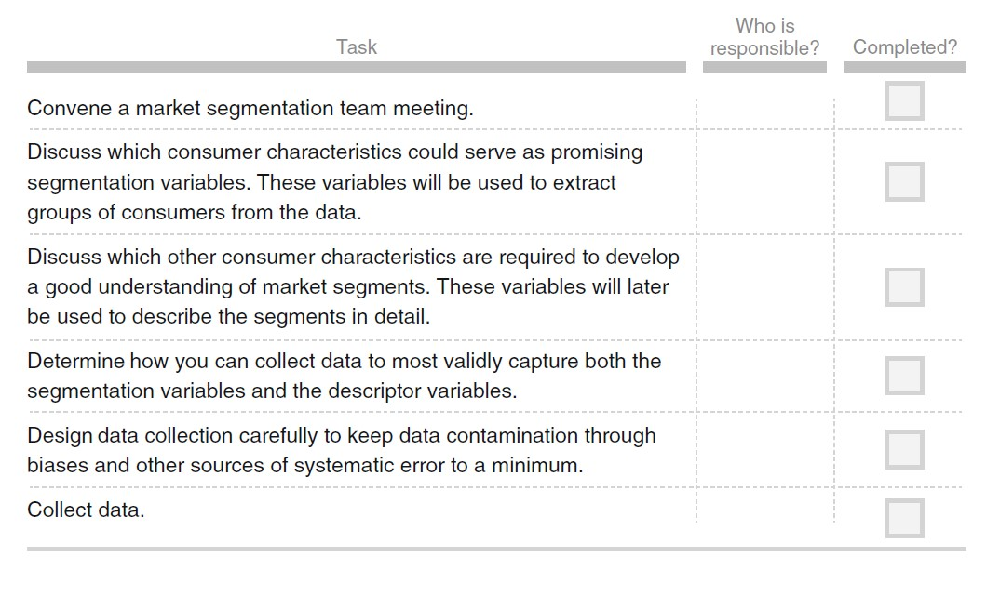 Task
Who is
responsible?
Completed?
Convene a market segmentation team meeting.
Discuss which consumer characteristics could serve as promising
segmentation variables. These variables will be used to extract
groups of consumers from the data.
Discuss which other consumer characteristics are required to develop
a good understanding of market segments. These variables will later
be used to describe the segments in detail.
Determine how you can collect data to most validly capture both the
segmentation variables and the descriptor variables.
Design data collection carefully to keep data contamination through
biases and other sources of systematic error to a minimum.
Collect data.